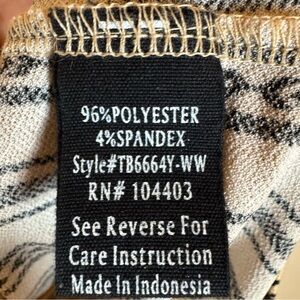 96%POLYESTER
4%SPANDEX
Style#TB6664Y-WW
RN# 104403
See Reverse For
Care Instruction
Made In Indonesia